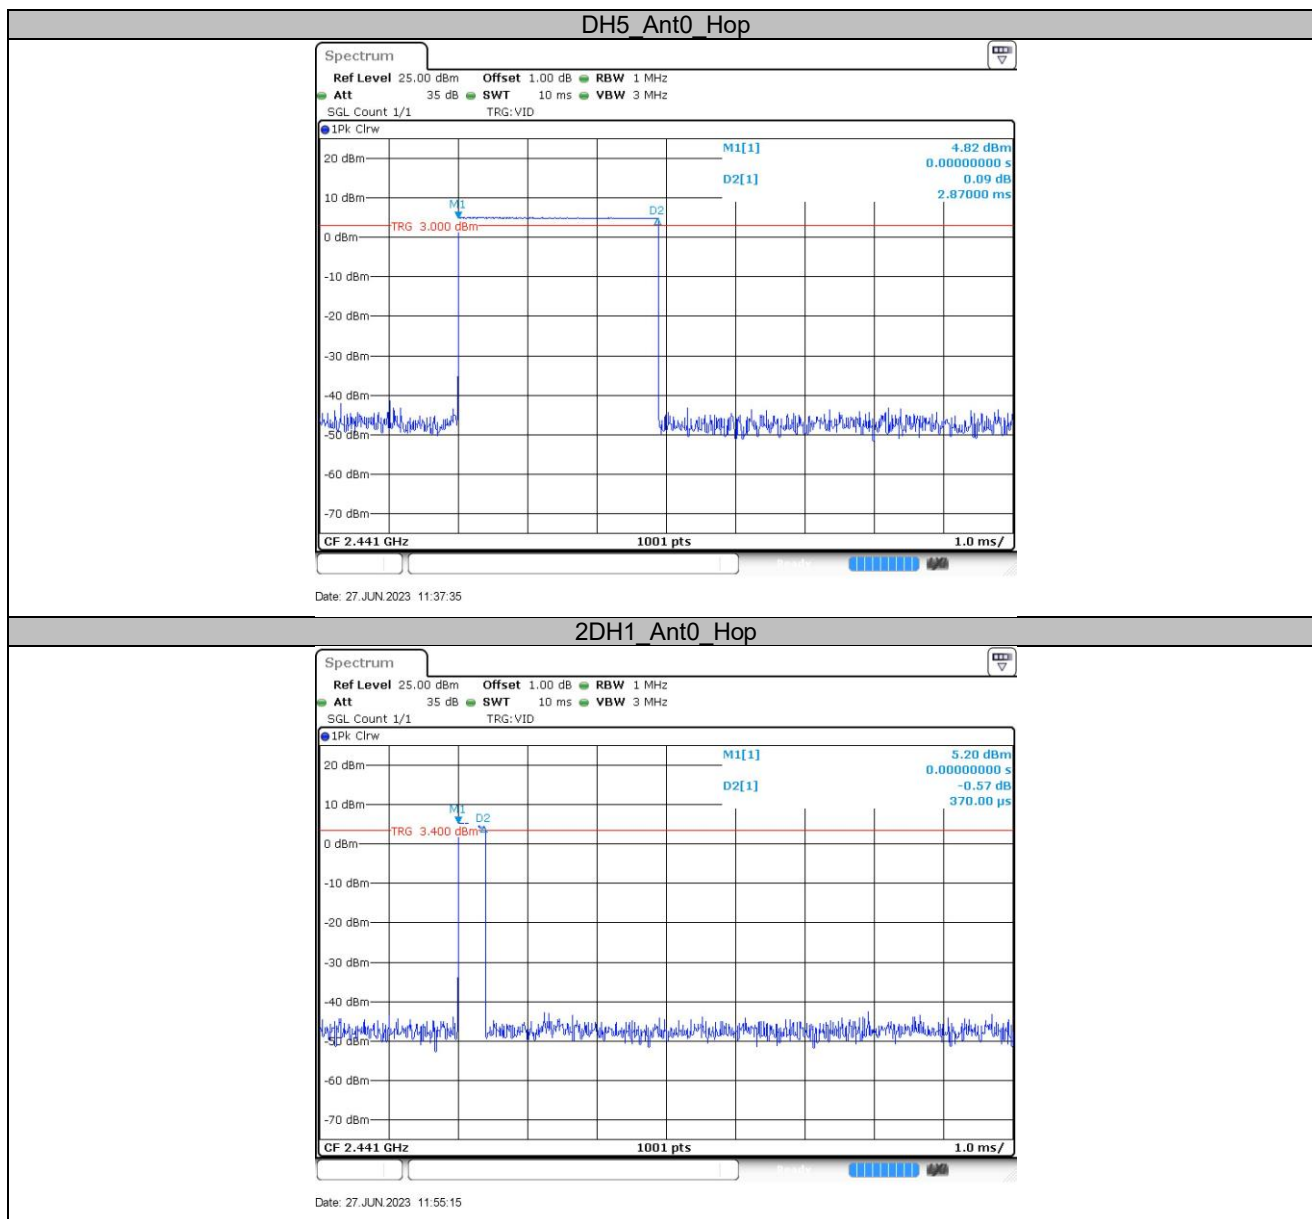 DH5_Ant0_Hop
Spectrum
Ref Level 25.00 dBm Offset 1.00 dB RBW 1 MHz
Att 35 dB SWT 10 ms VBW 3 MHz
SGL Count 1/1 TRG:VID
1Pk Clrw
M1[1] 4.82 dBm
0.00000000 s
D2[1] 0.09 dB
2.87000 ms
20 dBm
10 dBm
M1
D2
TRG 3.000 dBm
0 dBm
-10 dBm
-20 dBm
-30 dBm
-40 dBm
-50 dBm
-60 dBm
-70 dBm
CF 2.441 GHz 1001 pts 1.0 ms/
Ready
Date: 27.JUN.2023 11:37:35
2DH1_Ant0_Hop
Spectrum
Ref Level 25.00 dBm Offset 1.00 dB RBW 1 MHz
Att 35 dB SWT 10 ms VBW 3 MHz
SGL Count 1/1 TRG:VID
1Pk Clrw
M1[1] 5.20 dBm
0.00000000 s
D2[1] -0.57 dB
370.00 µs
20 dBm
10 dBm
M1
D2
TRG 3.400 dBm
0 dBm
-10 dBm
-20 dBm
-30 dBm
-40 dBm
-50 dBm
-60 dBm
-70 dBm
CF 2.441 GHz 1001 pts 1.0 ms/
Ready
Date: 27.JUN.2023 11:55:15